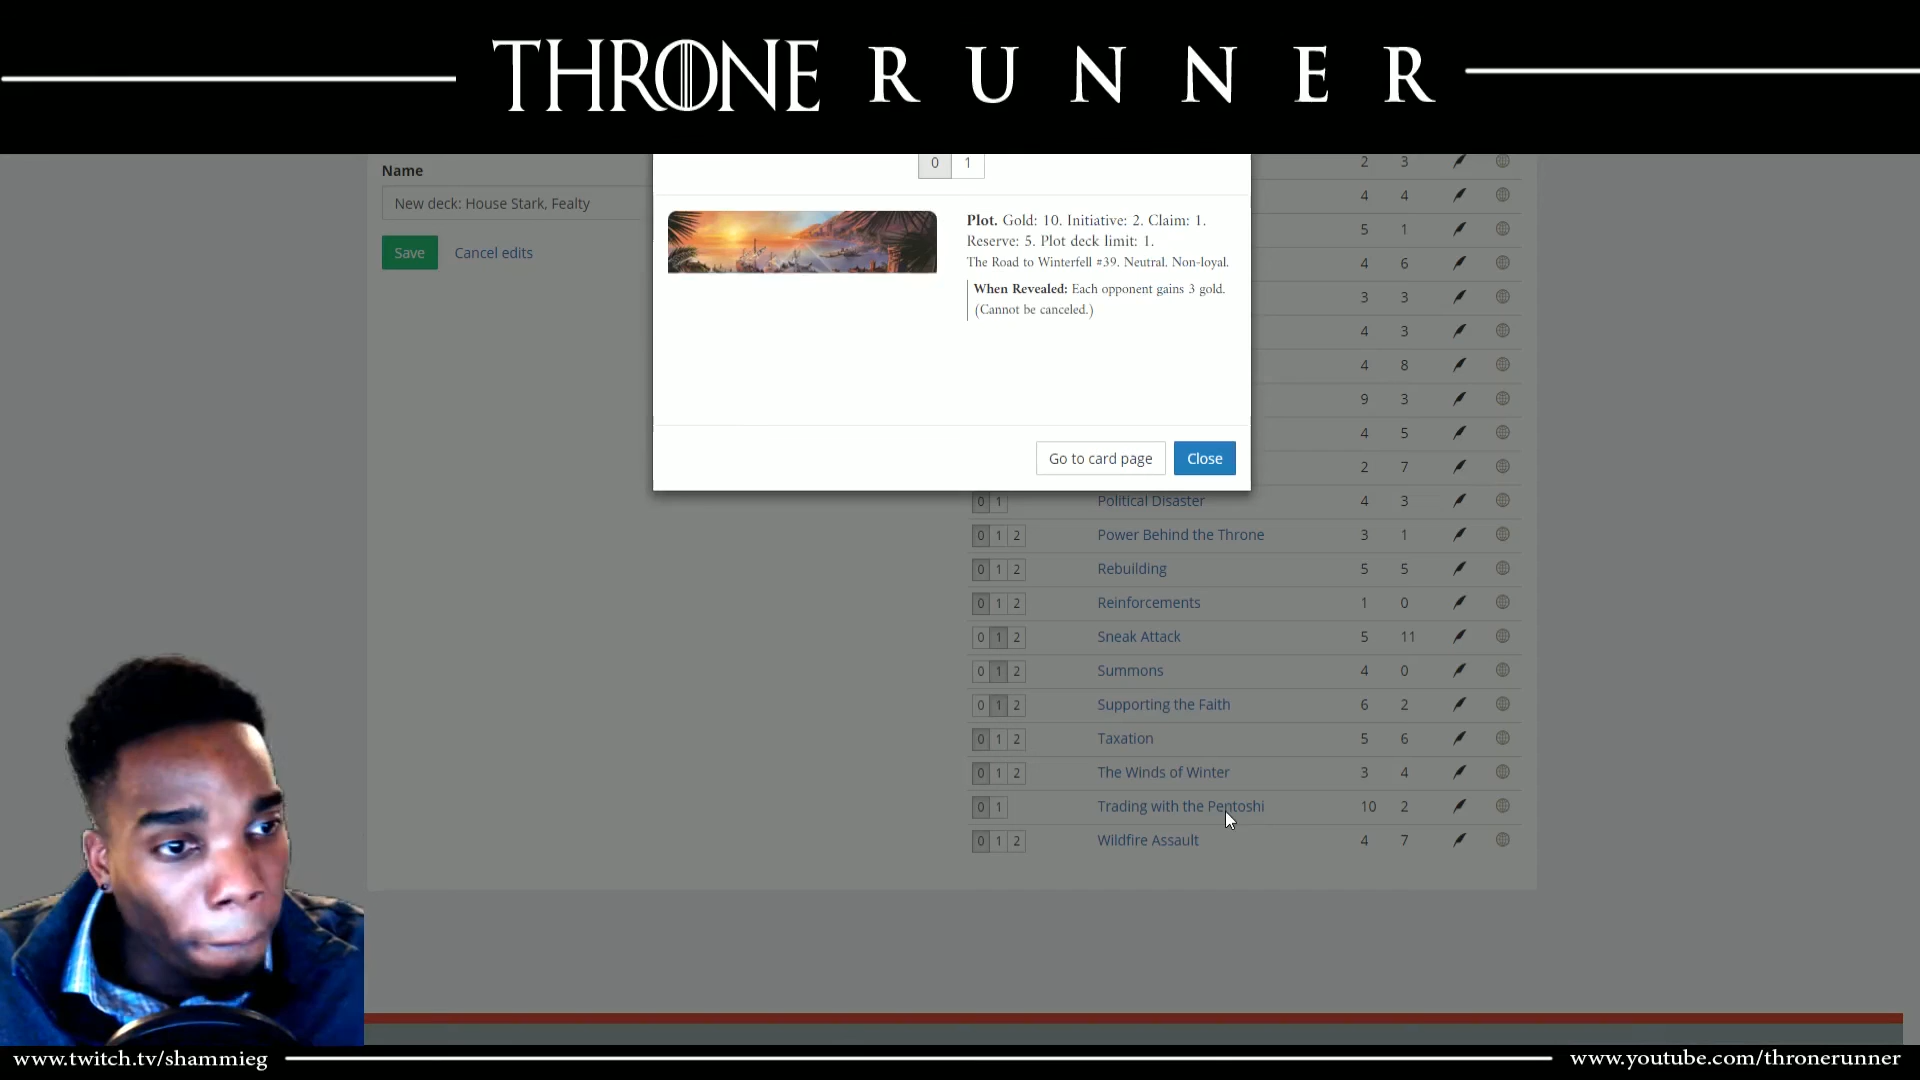 THRONE RUNNER
Name
New deck: House Stark, Fealty
Save Cancel edits
0 1
Plot. Gold: 10. Initiative: 2. Claim: 1.
Reserve: 5. Plot deck limit: 1.
The Road to Winterfell #39. Neutral. Non-loyal.
When Revealed: Each opponent gains 3 gold.
(Cannot be canceled.)
Go to card page Close
2 3
4 4
5 1
4 6
3 3
4 3
4 8
9 3
4 5
2 7
0 1 Political Disaster 4 3
0 1 2 Power Behind the Throne 3 1
0 1 2 Rebuilding 5 5
0 1 2 Reinforcements 1 0
0 1 2 Sneak Attack 5 11
0 1 2 Summons 4 0
0 1 2 Supporting the Faith 6 2
0 1 2 Taxation 5 6
0 1 2 The Winds of Winter 3 4
0 1 Trading with the Pentoshi 10 2
0 1 2 Wildfire Assault 4 7
www.twitch.tv/shammieg
www.youtube.com/thronerunner